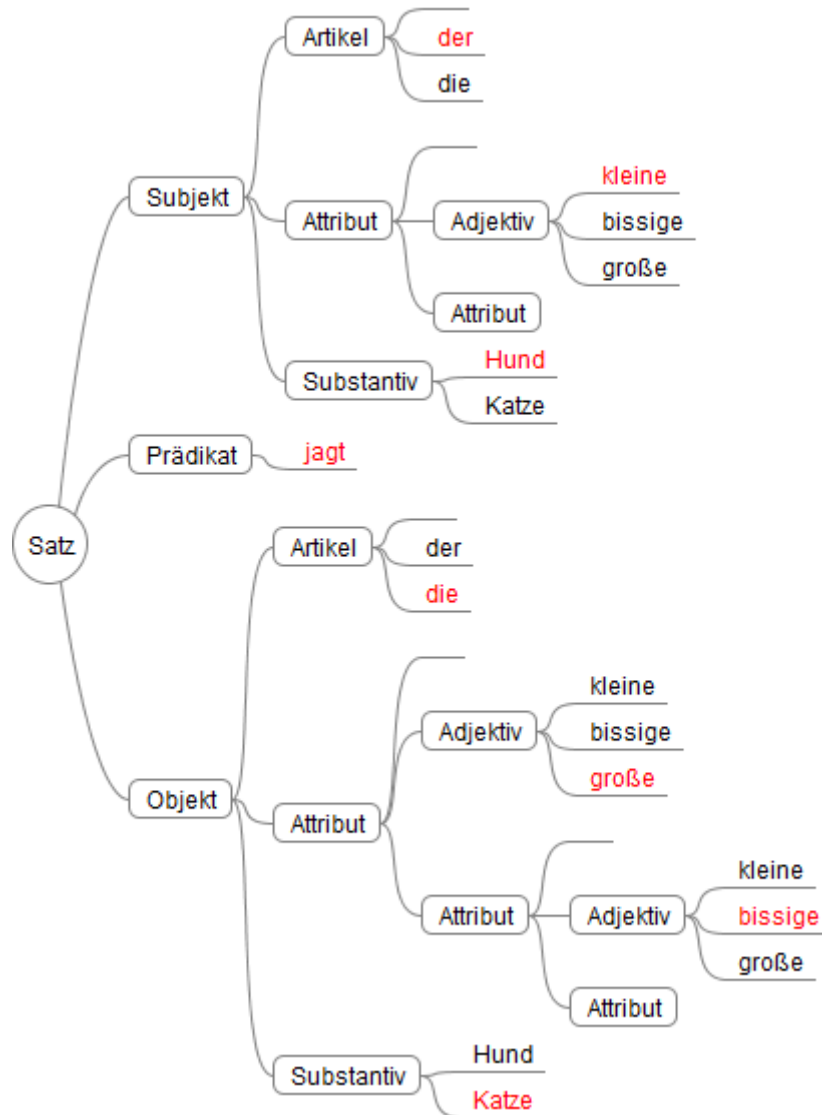 Artikel
der
die
Subjekt
Attribut
Adjektiv
kleine
bissige
große
Attribut
Substantiv
Hund
Katze
Prädikat
jagt
Satz
Artikel
der
die
Objekt
Attribut
Adjektiv
kleine
bissige
große
Attribut
Adjektiv
kleine
bissige
große
Attribut
Substantiv
Hund
Katze